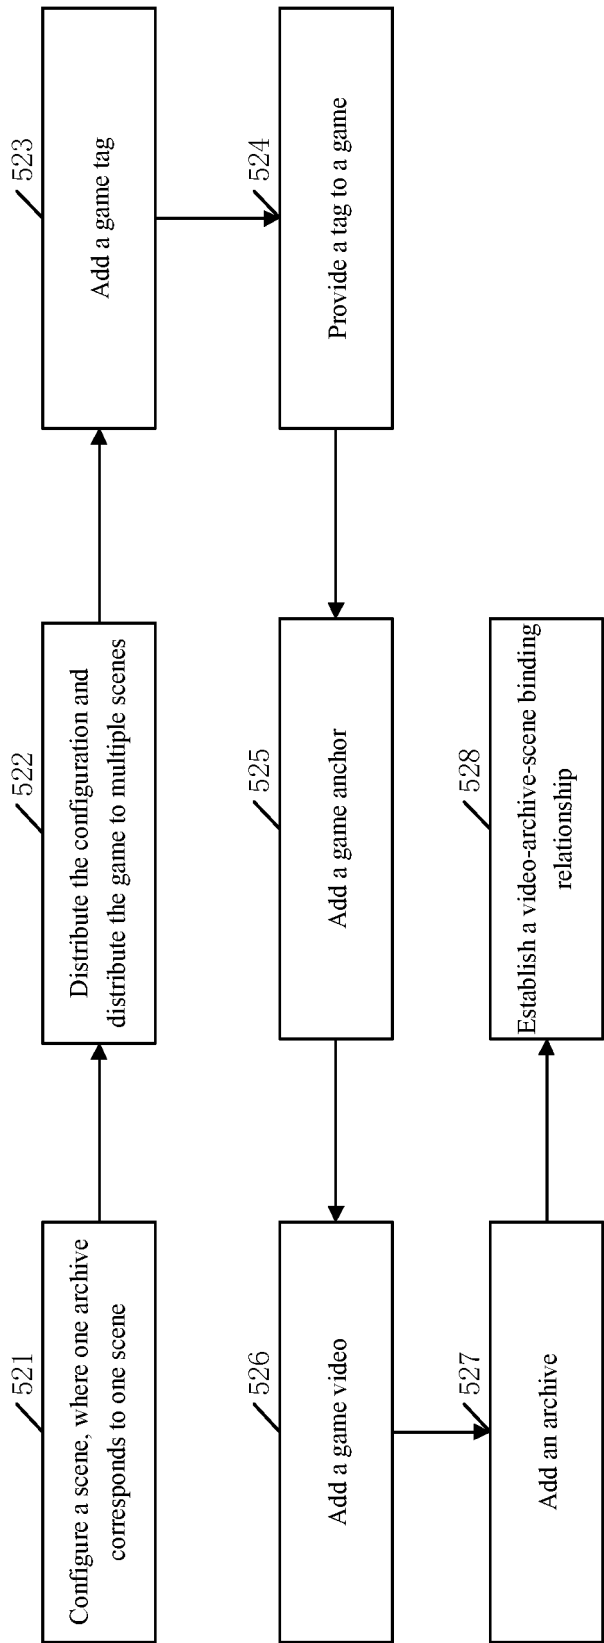 521
Configure a scene, where one archive
corresponds to one scene
522
Distribute the configuration and
distribute the game to multiple scenes
523
Add a game tag
524
Provide a tag to a game
525
Add a game anchor
526
Add a game video
527
Add an archive
528
Establish a video-archive-scene binding
relationship